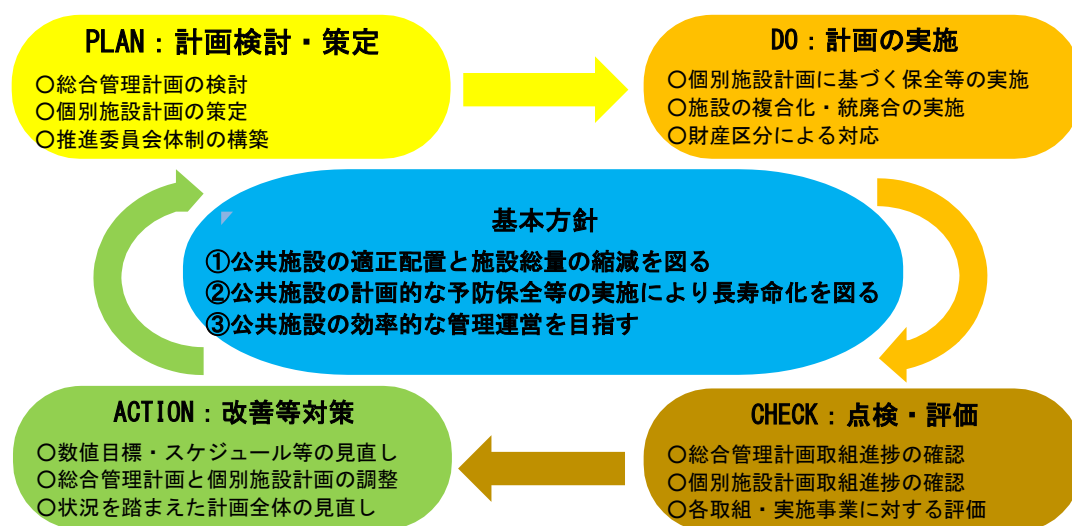 PLAN：計画検討・策定
〇総合管理計画の検討
〇個別施設計画の策定
〇推進委員会体制の構築
DO：計画の実施
〇個別施設計画に基づく保全等の実施
〇施設の複合化・統廃合の実施
〇財産区分による対応
基本方針
①公共施設の適正配置と施設総量の縮減を図る
②公共施設の計画的な予防保全等の実施により長寿命化を図る
③公共施設の効率的な管理運営を目指す
ACTION：改善等対策
〇数値目標・スケジュール等の見直し
〇総合管理計画と個別施設計画の調整
〇状況を踏まえた計画全体の見直し
CHECK：点検・評価
〇総合管理計画取組進捗の確認
〇個別施設計画取組進捗の確認
〇各取組・実施事業に対する評価